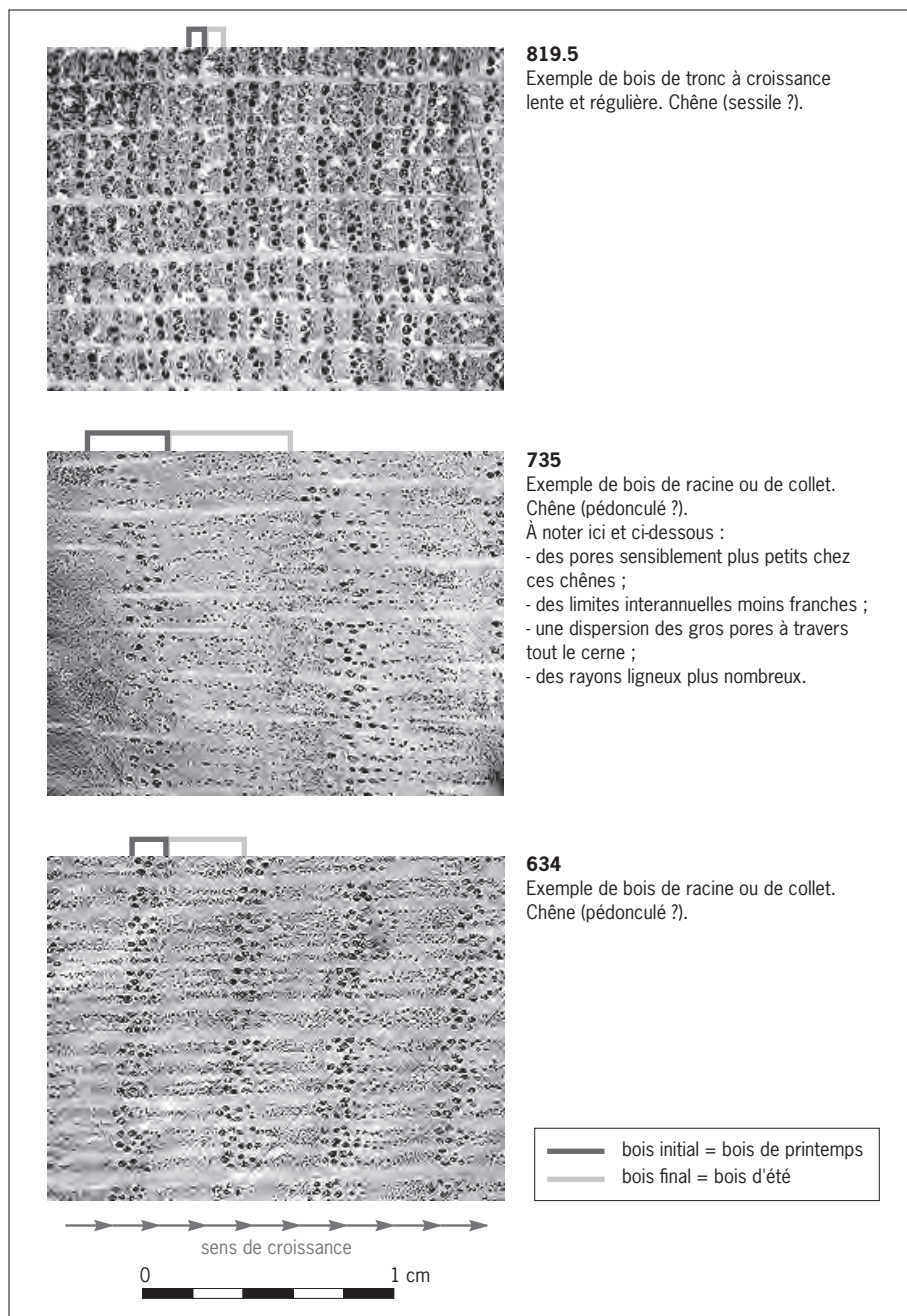 819.5
Exemple de bois de tronc à croissance
lente et régulière. Chêne (sessile ?).
735
Exemple de bois de racine ou de collet.
Chêne (pédonculé ?).
À noter ici et ci-dessous :
- des pores sensiblement plus petits chez
ces chênes ;
- des limites interannuelles moins franches ;
- une dispersion des gros pores à travers
tout le cerne ;
- des rayons ligneux plus nombreux.
634
Exemple de bois de racine ou de collet.
Chêne (pédonculé ?).
bois initial = bois de printemps
bois final = bois d'été
sens de croissance
0 1 cm